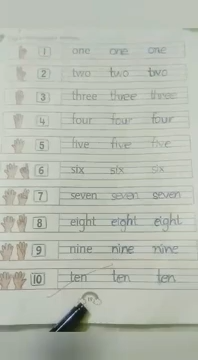 1 one one one
2 two two two
3 three three three
4 four four four
5 five five five
6 six six six
7 seven seven seven
8 eight eight eight
9 nine nine nine
10 ten ten ten